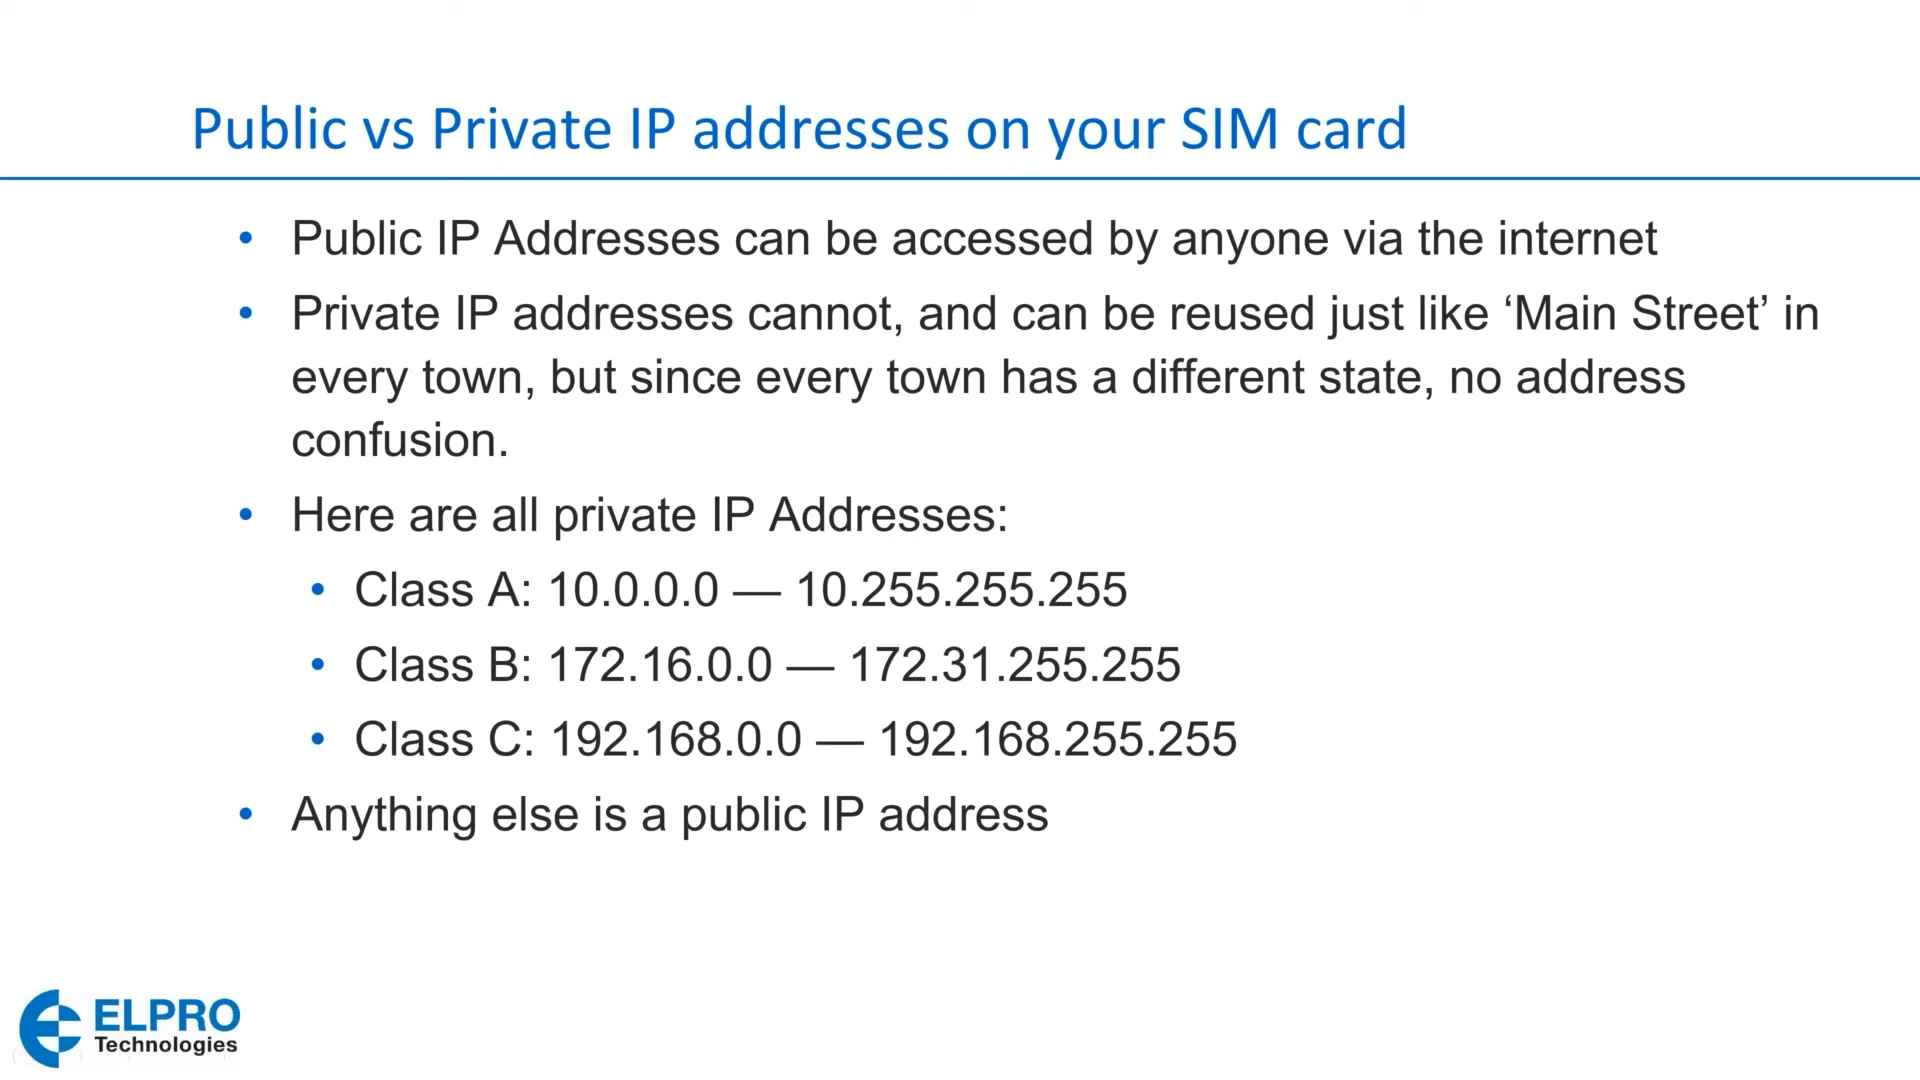 Public vs Private IP addresses on your SIM card
• Public IP Addresses can be accessed by anyone via the internet
• Private IP addresses cannot, and can be reused just like ‘Main Street’ in
every town, but since every town has a different state, no address
confusion.
• Here are all private IP Addresses:
• Class A: 10.0.0.0 — 10.255.255.255
• Class B: 172.16.0.0 — 172.31.255.255
• Class C: 192.168.0.0 — 192.168.255.255
• Anything else is a public IP address
ELPRO
Technologies